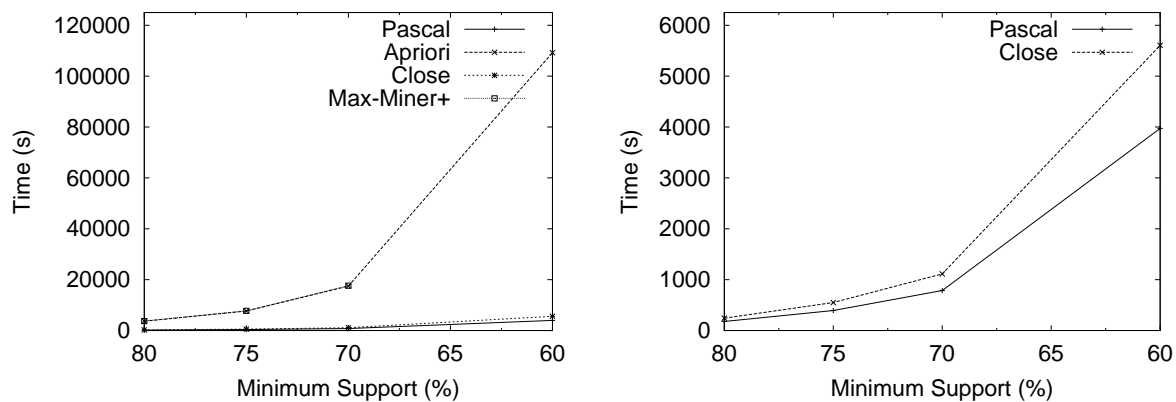 120000
100000
80000
60000
40000
20000
0
80
75
70
65
60
Time (s)
Minimum Support (%)
Pascal
Apriori
Close
Max-Miner+
6000
5000
4000
3000
2000
1000
0
80
75
70
65
60
Time (s)
Minimum Support (%)
Pascal
Close